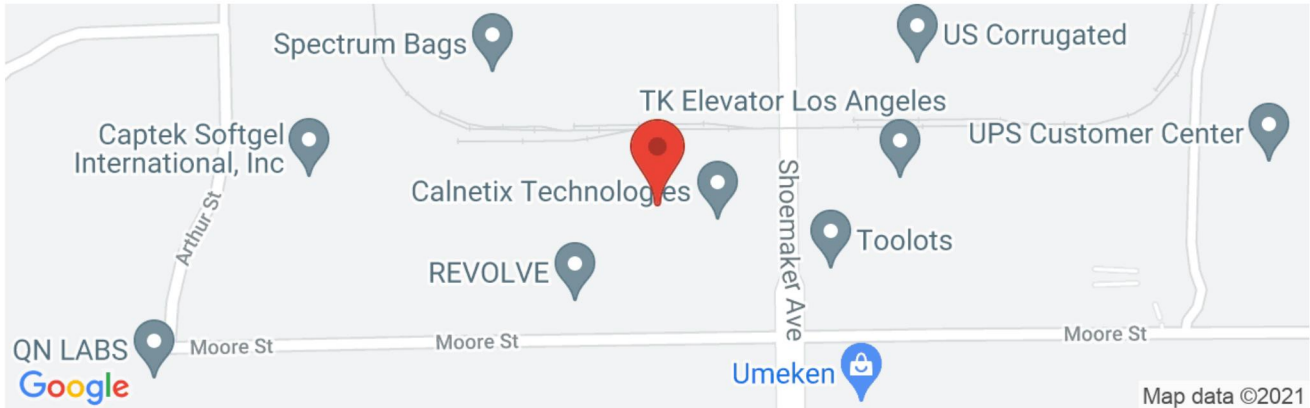 Spectrum Bags
US Corrugated
TK Elevator Los Angeles
Captek Softgel
International, Inc
UPS Customer Center
Calnetix Technologies
Shoemaker Ave
Arthur St
Toolots
REVOLVE
Moore St
Moore St
Moore St
QN LABS
Umeken
Google
Map data ©2021